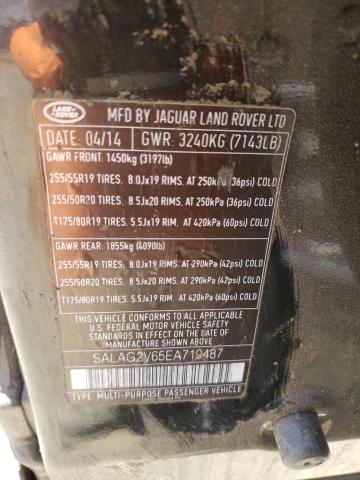 LAND ROVER
MFD BY JAGUAR LAND ROVER LTD
DATE: 04/14 GWR. 3240KG (7143LB)
GAWR FRONT: 1450kg (3197lb)
255/55R19 TIRES. 8.0Jx19 RIMS. AT 250kPa (36psi) COLD
255/50R20 TIRES. 8.5Jx20 RIMS. AT 250kPa (36psi) COLD
T175/80R19 TIRES. 5.5Jx19 RIM. AT 420kPa (60psi) COLD
GAWR REAR: 1855kg (4090lb)
255/55R19 TIRES. 8.0Jx19 RIMS. AT 290kPa (42psi) COLD
255/50R20 TIRES. 8.5Jx20 RIMS. AT 290kPa (42psi) COLD
T175/80R19 TIRES. 5.5Jx19 RIM. AT 420kPa (60psi) COLD
THIS VEHICLE CONFORMS TO ALL APPLICABLE
U.S. FEDERAL MOTOR VEHICLE SAFETY STANDARDS
IN EFFECT ON THE DATE OF MANUFACTURE SHOWN ABOVE
SALAG2V65EA719487
TYPE: MULTI-PURPOSE PASSENGER VEHICLE